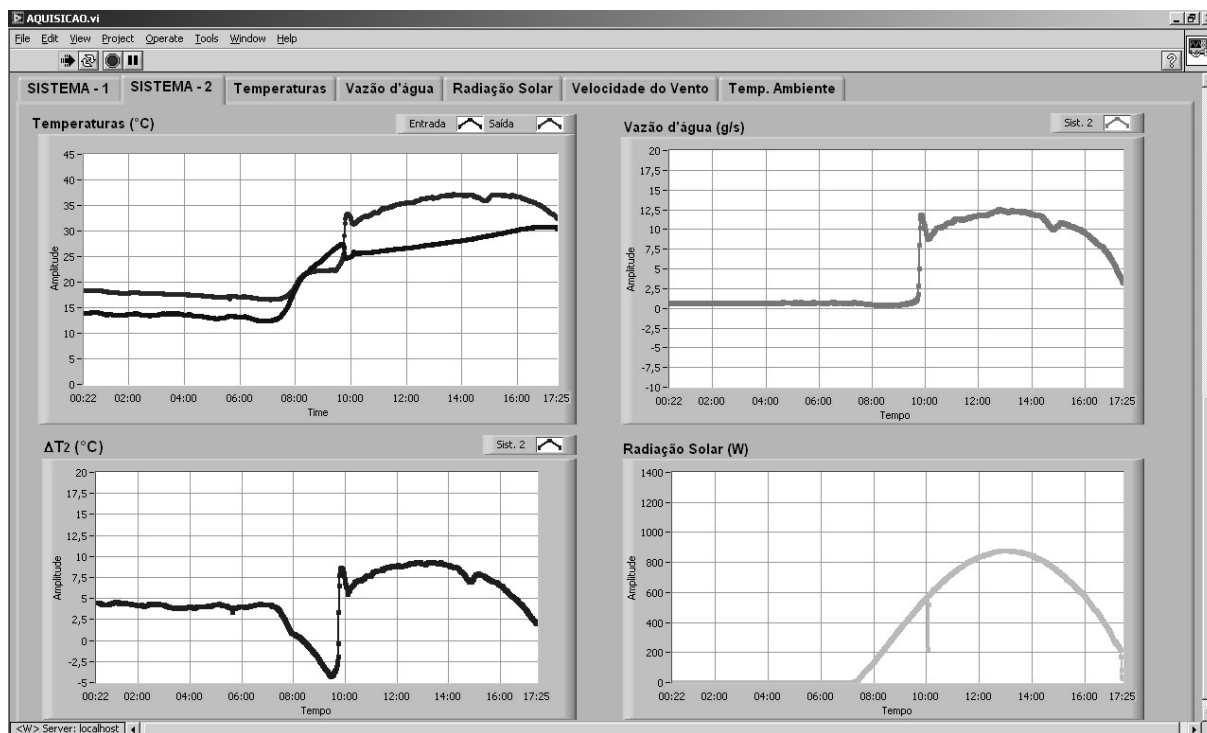 AQUISICAO.vi
File Edit View Project Operate Tools Window Help
SISTEMA - 1 SISTEMA - 2 Temperaturas Vazão d'água Radiação Solar Velocidade do Vento Temp. Ambiente
Temperaturas (°C) Entrada Saída
45
40
35
30
25
20
15
10
5
0
Amplitude
00:22 02:00 04:00 06:00 08:00 10:00 12:00 14:00 16:00 17:25
Time
Vazão d'água (g/s) Sist. 2
20
17,5
15
12,5
10
7,5
5
2,5
0
-2,5
-5
-7,5
-10
Amplitude
00:22 02:00 04:00 06:00 08:00 10:00 12:00 14:00 16:00 17:25
Tempo
ΔT2 (°C) Sist. 2
20
17,5
15
12,5
10
7,5
5
2,5
0
-2,5
-5
Amplitude
00:22 02:00 04:00 06:00 08:00 10:00 12:00 14:00 16:00 17:25
Tempo
Radiação Solar (W)
1400
1200
1000
800
600
400
200
0
Amplitude
00:22 02:00 04:00 06:00 08:00 10:00 12:00 14:00 16:00 17:25
Tempo
<W> Server: localhost